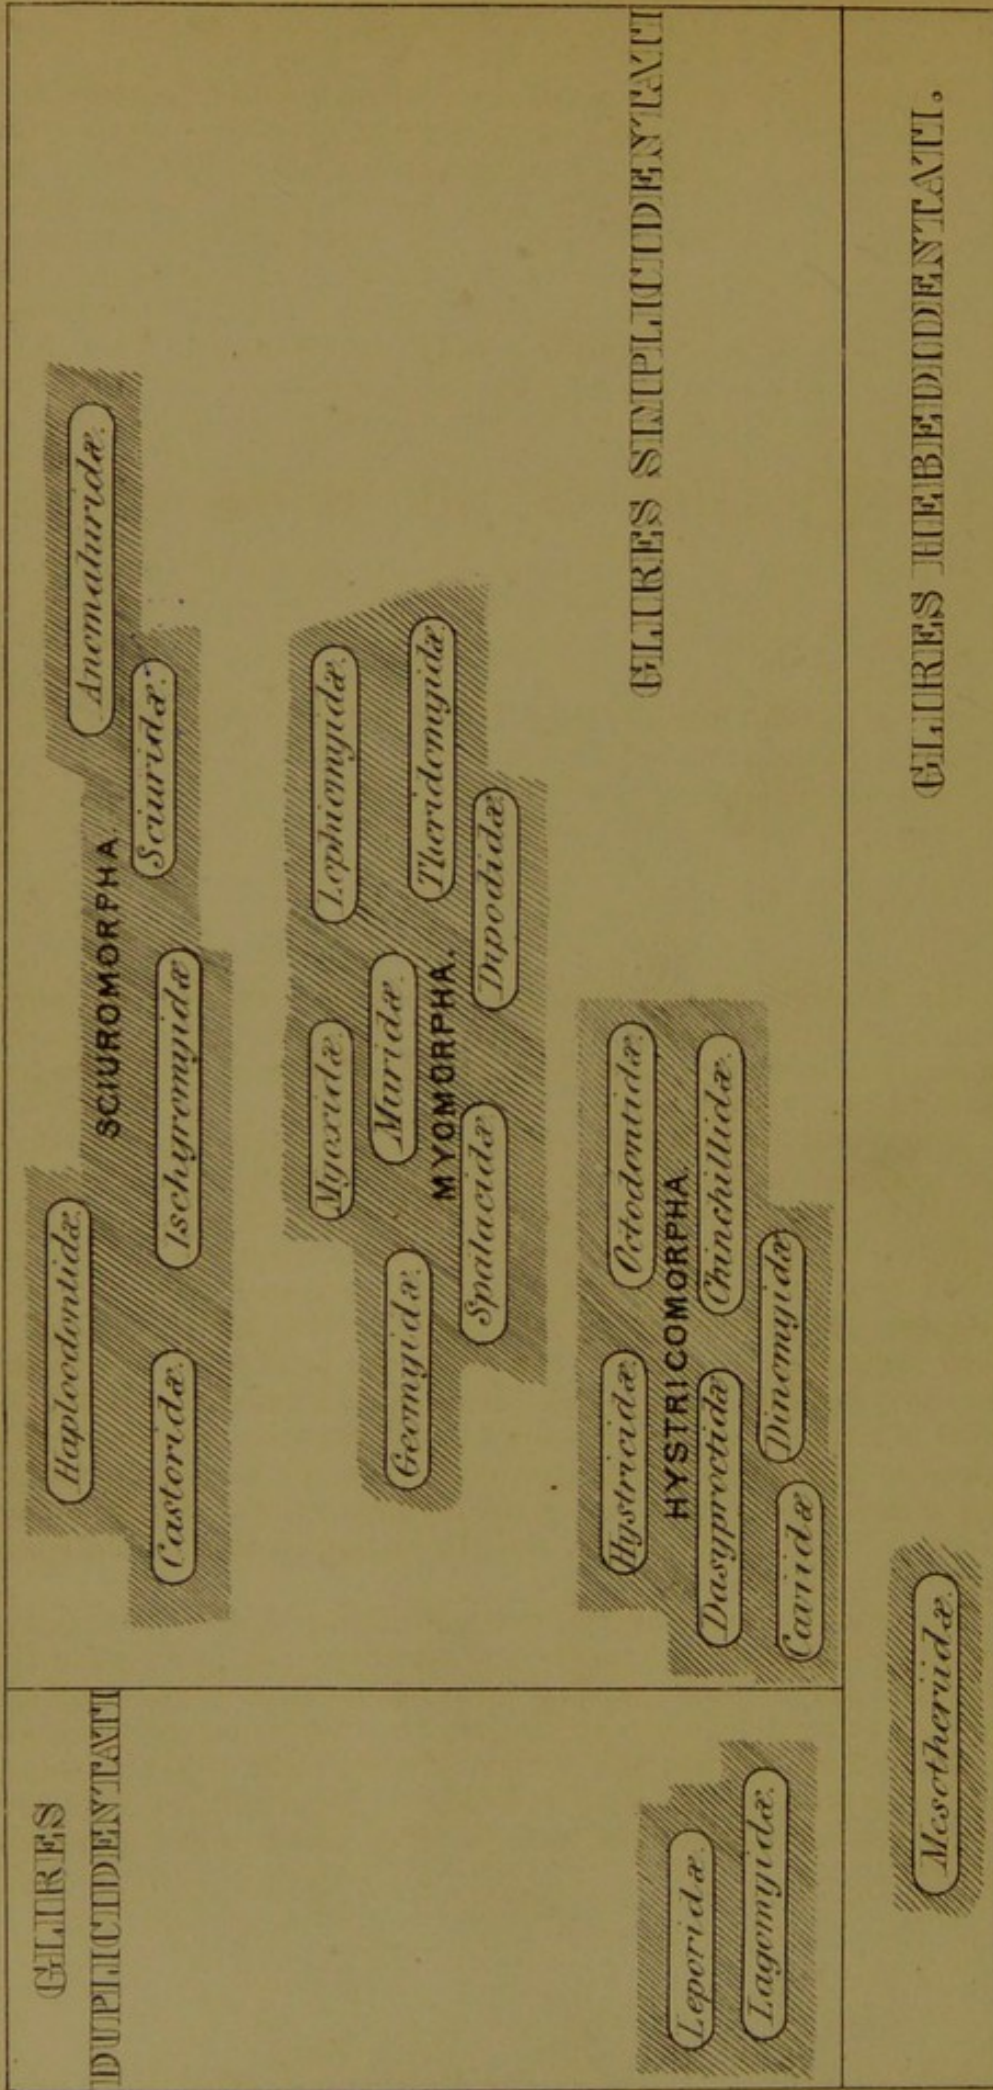 GLIRES
DUPLICIDENTATI
Leporidæ.
Lagomyidæ.
SCIUROMORPHA.
Haploodontidæ.
Castoridæ.
Ischyromyidæ
Sciuridæ.
Anomaluridæ.
MYOMORPHA.
Myoxidæ.
Lophiomyidæ.
Muridæ.
Geomyidæ.
Theridomyidæ.
Spalacidæ
Dipodidæ.
HYSTRICOMORPHA.
Hystricidæ.
Octodontidæ.
Dasyproctidæ
Chinchillidæ.
Dinomyidæ
Caviidæ
GLIRES SIMPLICIDENTATI
Mesotheriidæ.
GLIRES HEBEDIDENTATI.